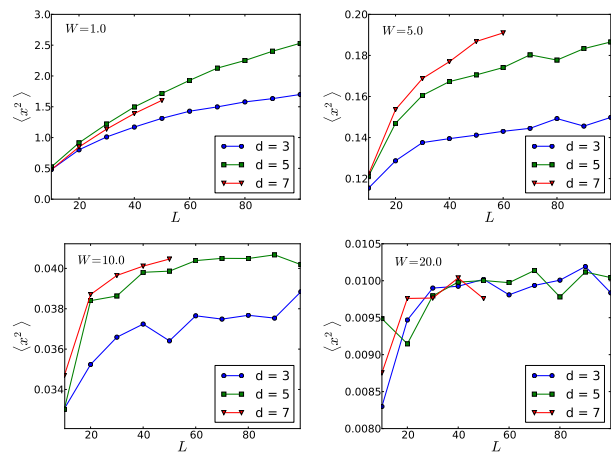 3.0
2.5
2.0
1.5
1.0
0.5
0.0
⟨x²⟩
W=1.0
d = 3
d = 5
d = 7
20 40 60 80
L
0.20
0.18
0.16
0.14
0.12
⟨x²⟩
W=5.0
d = 3
d = 5
d = 7
20 40 60 80
L
0.040
0.038
0.036
0.034
⟨x²⟩
W=10.0
d = 3
d = 5
d = 7
20 40 60 80
L
0.0105
0.0100
0.0095
0.0090
0.0085
0.0080
⟨x²⟩
W=20.0
d = 3
d = 5
d = 7
20 40 60 80
L